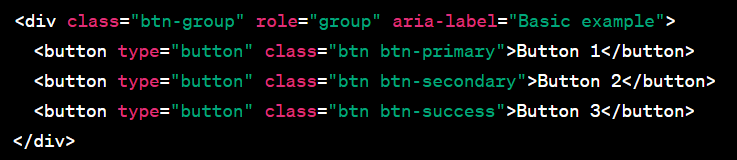 <div class="btn-group" role="group" aria-label="Basic example">
  <button type="button" class="btn btn-primary">Button 1</button>
  <button type="button" class="btn btn-secondary">Button 2</button>
  <button type="button" class="btn btn-success">Button 3</button>
</div>